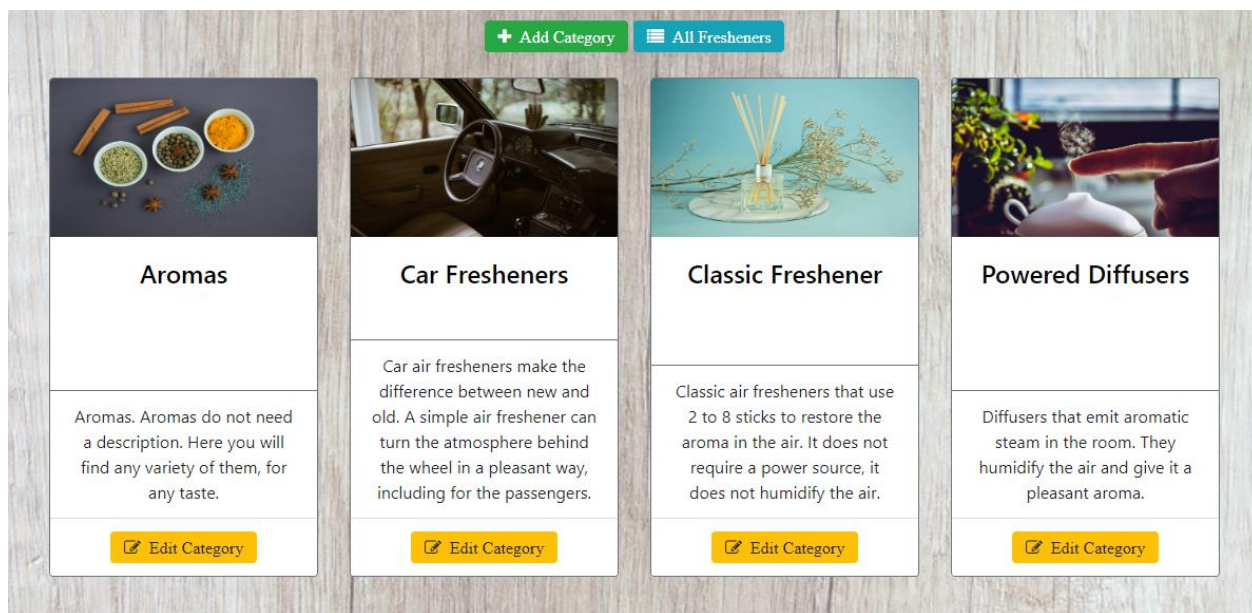 Add Category
All Fresheners
Aromas
Aromas. Aromas do not need
a description. Here you will
find any variety of them, for
any taste.
Edit Category
Car Fresheners
Car air fresheners make the
difference between new and
old. A simple air freshener can
turn the atmosphere behind
the wheel in a pleasant way,
including for the passengers.
Edit Category
Classic Freshener
Classic air fresheners that use
2 to 8 sticks to restore the
aroma in the air. It does not
require a power source, it
does not humidify the air.
Edit Category
Powered Diffusers
Diffusers that emit aromatic
steam in the room. They
humidify the air and give it a
pleasant aroma.
Edit Category